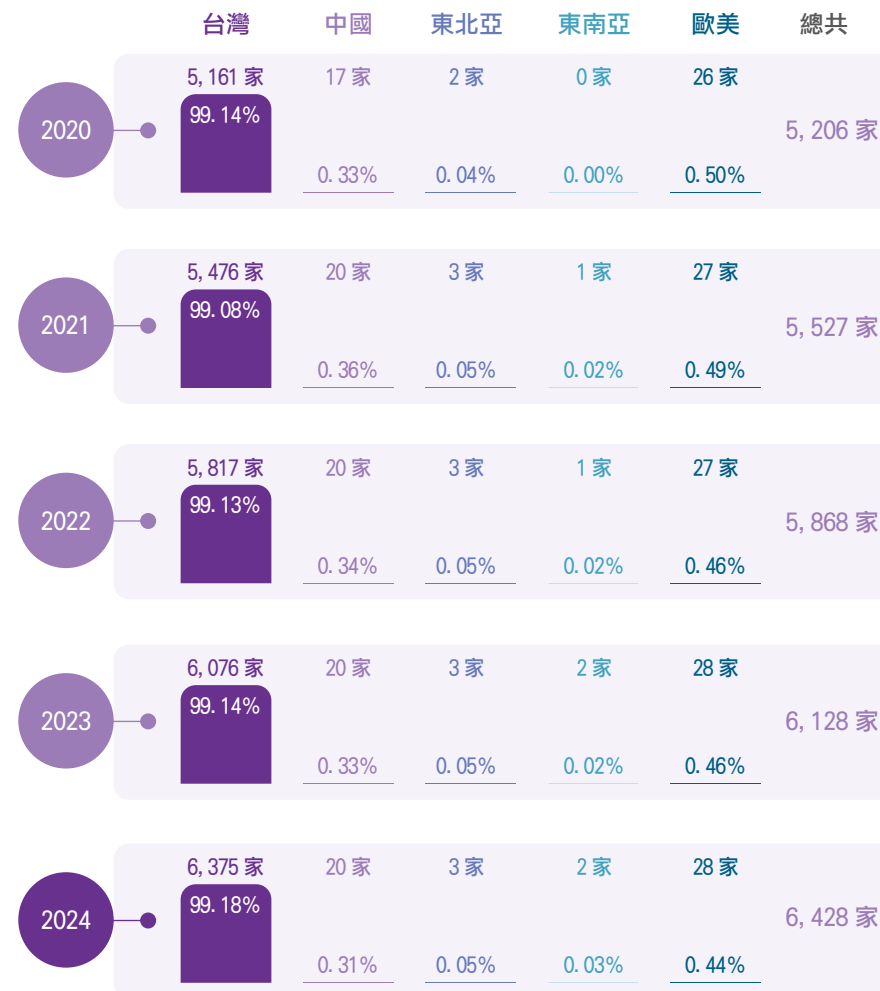 台灣 中國 東北亞 東南亞 歐美 總共
5, 161 家 17 家 2 家 0 家 26 家
99. 14%
2020 5, 206 家
0. 33% 0. 04% 0. 00% 0. 50%
5, 476 家 20 家 3 家 1 家 27 家
99. 08%
2021 5, 527 家
0. 36% 0. 05% 0. 02% 0. 49%
5, 817 家 20 家 3 家 1 家 27 家
99. 13%
2022 5, 868 家
0. 34% 0. 05% 0. 02% 0. 46%
6, 076 家 20 家 3 家 2 家 28 家
99. 14%
2023 6, 128 家
0. 33% 0. 05% 0. 02% 0. 46%
6, 375 家 20 家 3 家 2 家 28 家
99. 18%
2024 6, 428 家
0. 31% 0. 05% 0. 03% 0. 44%